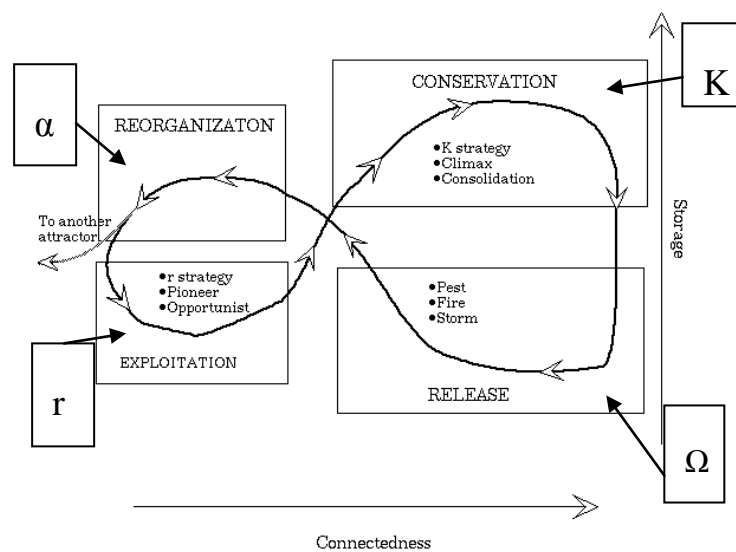 CONSERVATION
K
α
REORGANIZATON
●K strategy
●Climax
●Consolidation
To another
attractor
Storage
●r strategy
●Pioneer
●Opportunist
●Pest
●Fire
●Storm
EXPLOITATION
r
RELEASE
Ω
Connectedness